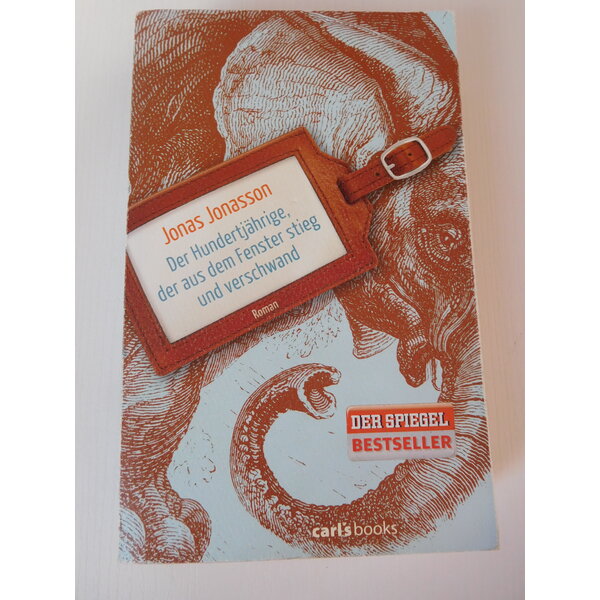 Jonas Jonasson
Der Hundertjährige,
der aus dem Fenster stieg
und verschwand
Roman
DER SPIEGEL
BESTSELLER
carl's books